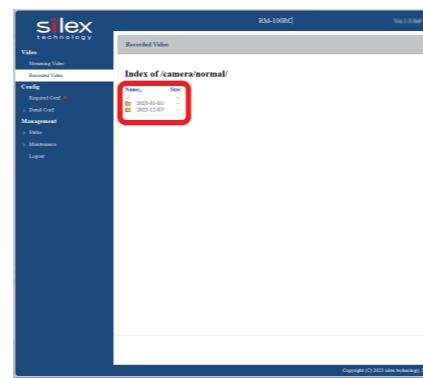 silex
technology
RM-100RC
Video
Streaming Video
Recorded Video
Config
Required Conf.
> Detail Conf.
Management
> Status
> Maintenance
Logout
Recorded Video
Index of /camera/normal/
Name↓ Size↓
../ -
2023-01-01/ -
2023-12-07/ -
Copyright (C) 2023 silex technology,